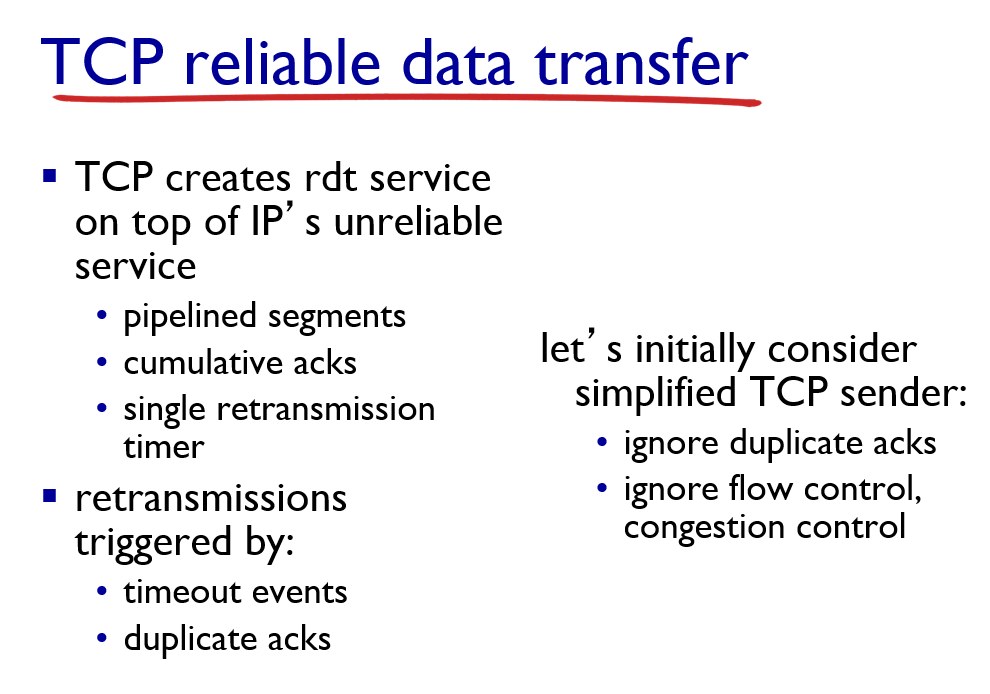 TCP reliable data transfer
TCP creates rdt service
on top of IP’s unreliable
service
pipelined segments
cumulative acks
single retransmission
timer
retransmissions
triggered by:
timeout events
duplicate acks
let’s initially consider
simplified TCP sender:
ignore duplicate acks
ignore flow control,
congestion control